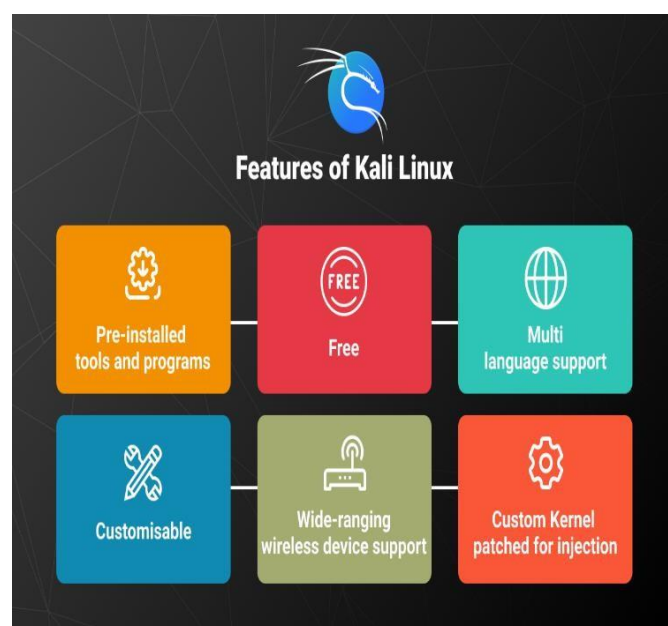 Features of Kali Linux
Pre-installed
tools and programs
FREE
Free
Multi
language support
Customisable
Wide-ranging
wireless device support
Custom Kernel
patched for injection